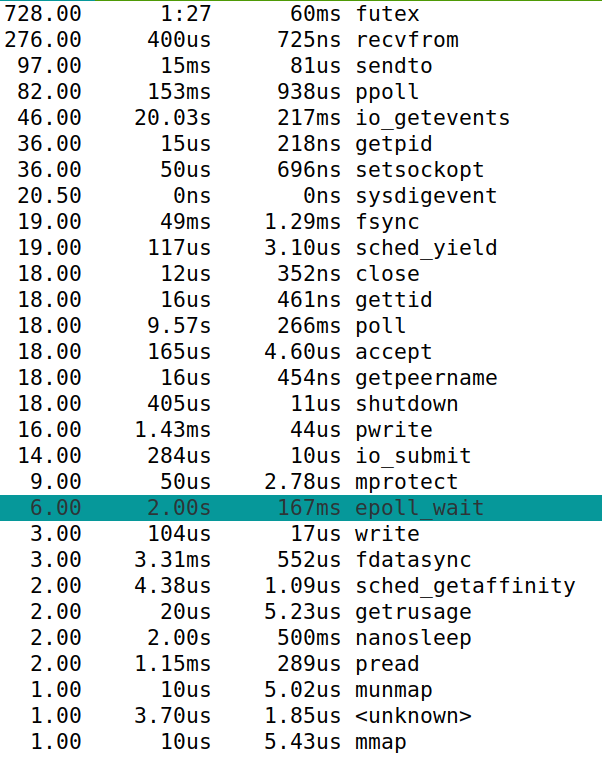 728.00 1:27 60ms futex
276.00 400us 725ns recvfrom
97.00 15ms 81us sendto
82.00 153ms 938us ppoll
46.00 20.03s 217ms io_getevents
36.00 15us 218ns getpid
36.00 50us 696ns setsockopt
20.50 0ns 0ns sysdigevent
19.00 49ms 1.29ms fsync
19.00 117us 3.10us sched_yield
18.00 12us 352ns close
18.00 16us 461ns gettid
18.00 9.57s 266ms poll
18.00 165us 4.60us accept
18.00 16us 454ns getpeername
18.00 405us 11us shutdown
16.00 1.43ms 44us pwrite
14.00 284us 10us io_submit
9.00 50us 2.78us mprotect
6.00 2.00s 167ms epoll_wait
3.00 104us 17us write
3.00 3.31ms 552us fdatasync
2.00 4.38us 1.09us sched_getaffinity
2.00 20us 5.23us getrusage
2.00 2.00s 500ms nanosleep
2.00 1.15ms 289us pread
1.00 10us 5.02us munmap
1.00 3.70us 1.85us <unknown>
1.00 10us 5.43us mmap